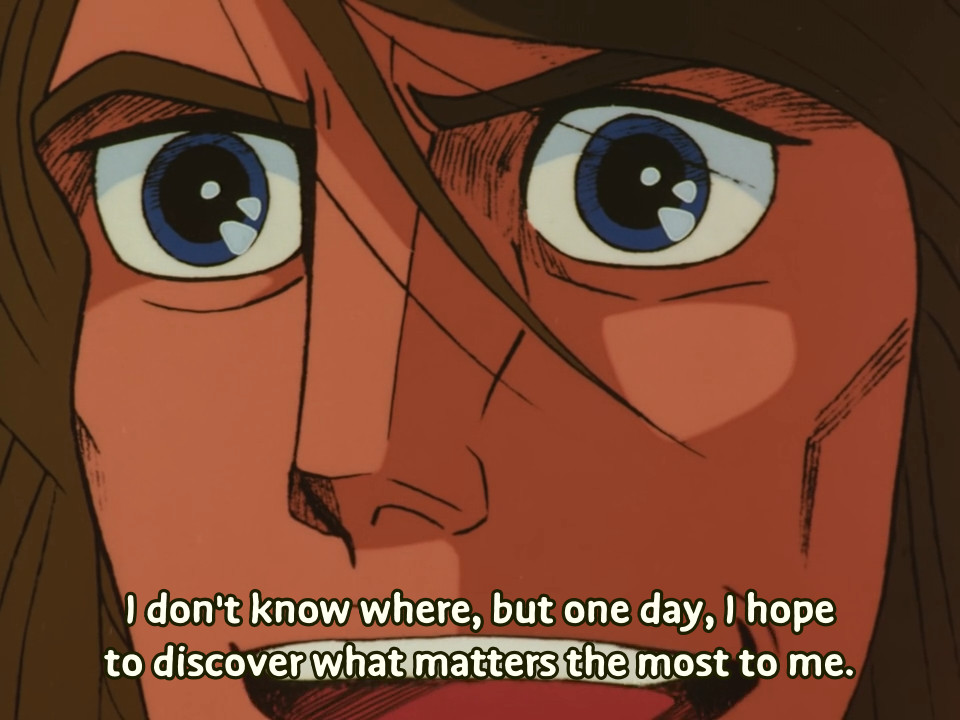 I don't know where, but one day, I hope
to discover what matters the most to me.